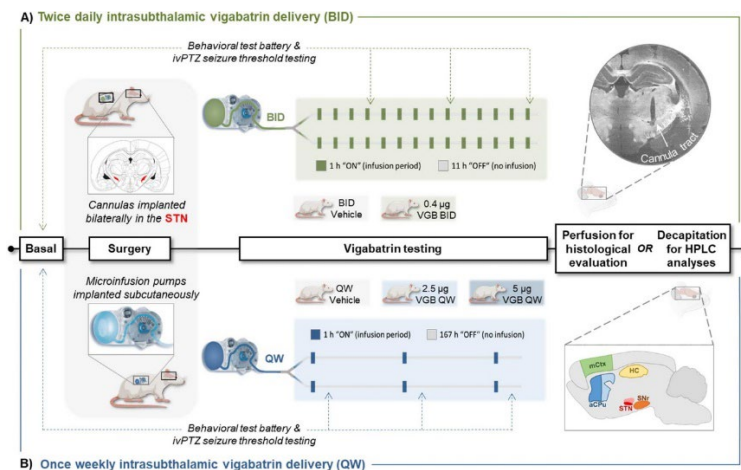 A) Twice daily intrasubthalamic vigabatrin delivery (BID)
Behavioral test battery &
ivPTZ seizure threshold testing
BID
1 h "ON" (infusion period)
11 h "OFF" (no infusion)
Cannula tract
Cannulas implanted
bilaterally in the STN
BID
Vehicle
0.4 µg
VGB BID
Basal
Surgery
Vigabatrin testing
Perfusion for
histological
evaluation
OR
Decapitation
for HPLC
analyses
Microinfusion pumps
implanted subcutaneously
QW
Vehicle
2.5 µg
VGB QW
5 µg
VGB QW
1 h "ON" (infusion period)
167 h "OFF" (no infusion)
QW
mCtx
HC
aCPu
STN
SNr
Behavioral test battery &
ivPTZ seizure threshold testing
B) Once weekly intrasubthalamic vigabatrin delivery (QW)